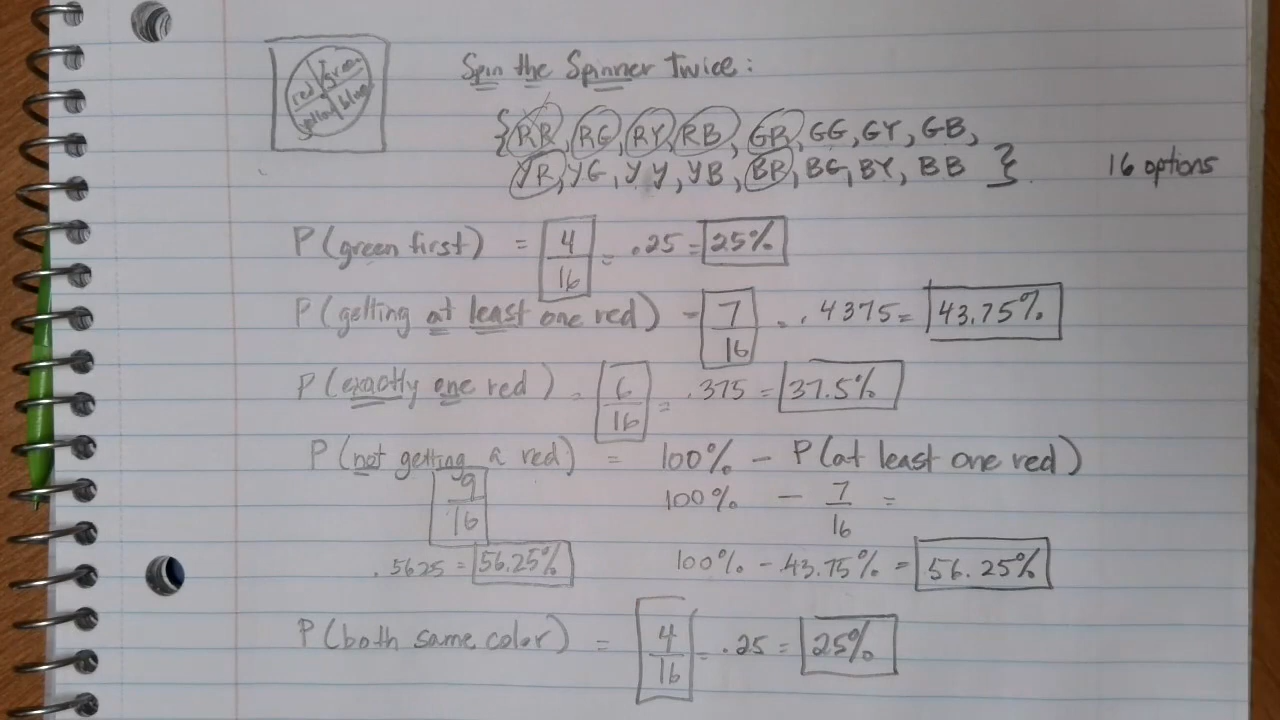 red green
yellow blue
Spin the Spinner Twice:
{RR, RG, RY, RB, GR, GG, GY, GB,
YR, YG, YY, YB, BR, BG, BY, BB } 16 options
P(green first) = 4/16 = .25 = 25%
P(getting at least one red) - 7/16 = .4375 = 43.75%
P(exactly one red) = 6/16 = .375 = 37.5%
P(not getting a red) = 100% - P(at least one red)
9/16 100% - 7/16 =
.5625 = 56.25% 100% - 43.75% = 56.25%
P(both same color) = 4/16 = .25 = 25%